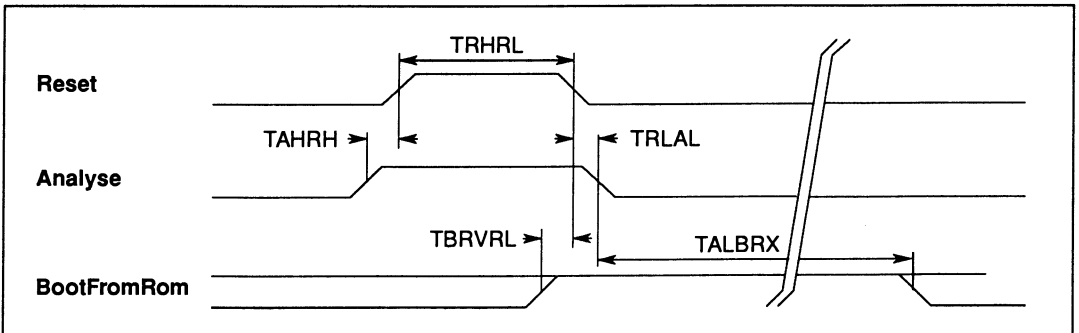 TRHRL
Reset
TAHRH
TRLAL
Analyse
TBRVRL
TALBRX
BootFromRom